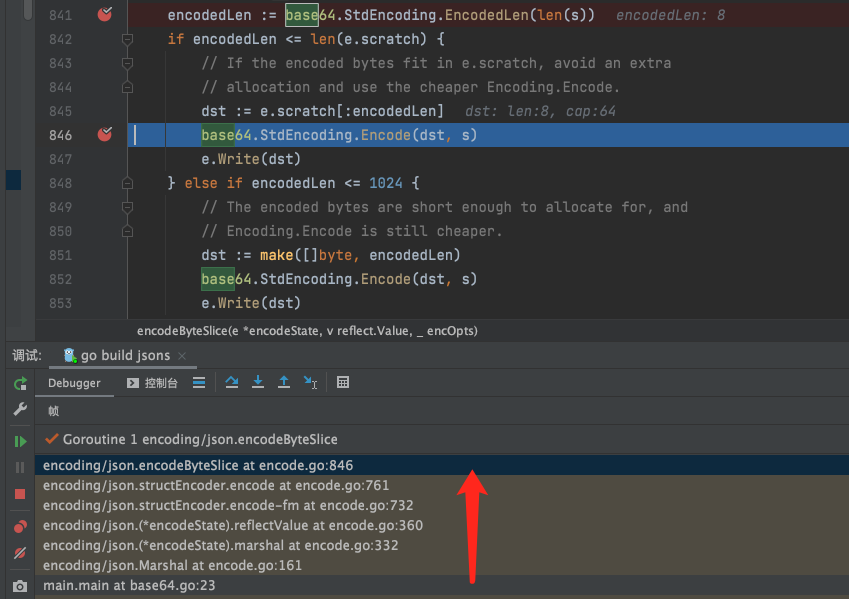 841 encodedLen := base64.StdEncoding.EncodedLen(len(s)) encodedLen: 8
842 if encodedLen <= len(e.scratch) {
843 // If the encoded bytes fit in e.scratch, avoid an extra
844 // allocation and use the cheaper Encoding.Encode.
845 dst := e.scratch[:encodedLen] dst: len:8, cap:64
846 base64.StdEncoding.Encode(dst, s)
847 e.Write(dst)
848 } else if encodedLen <= 1024 {
849 // The encoded bytes are short enough to allocate for, and
850 // Encoding.Encode is still cheaper.
851 dst := make([]byte, encodedLen)
852 base64.StdEncoding.Encode(dst, s)
853 e.Write(dst)
encodeByteSlice(e *encodeState, v reflect.Value, _ encOpts)
调试: go build jsons ×
Debugger 控制台
帧
Goroutine 1 encoding/json.encodeByteSlice
encoding/json.encodeByteSlice at encode.go:846
encoding/json.structEncoder.encode at encode.go:761
encoding/json.structEncoder.encode-fm at encode.go:732
encoding/json.(*encodeState).reflectValue at encode.go:360
encoding/json.(*encodeState).marshal at encode.go:332
encoding/json.Marshal at encode.go:161
main.main at base64.go:23